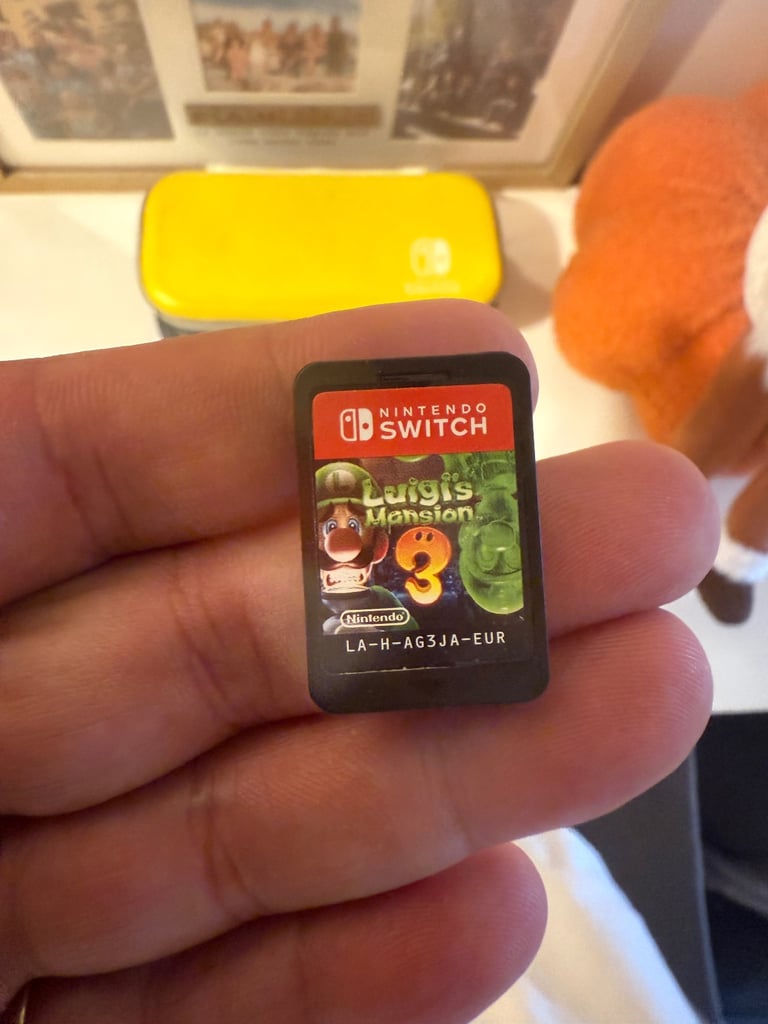 NINTENDO
SWITCH
L
Luigi's
Mansion
3
Nintendo
LA-H-AG3JA-EUR